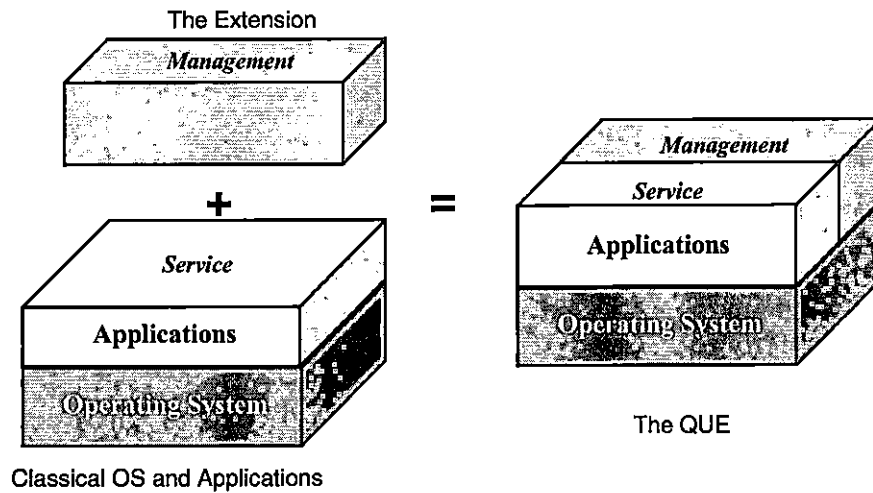 The Extension
Management
+
Service
Applications
Operating System
Classical OS and Applications
=
Management
Service
Applications
Operating System
The QUE